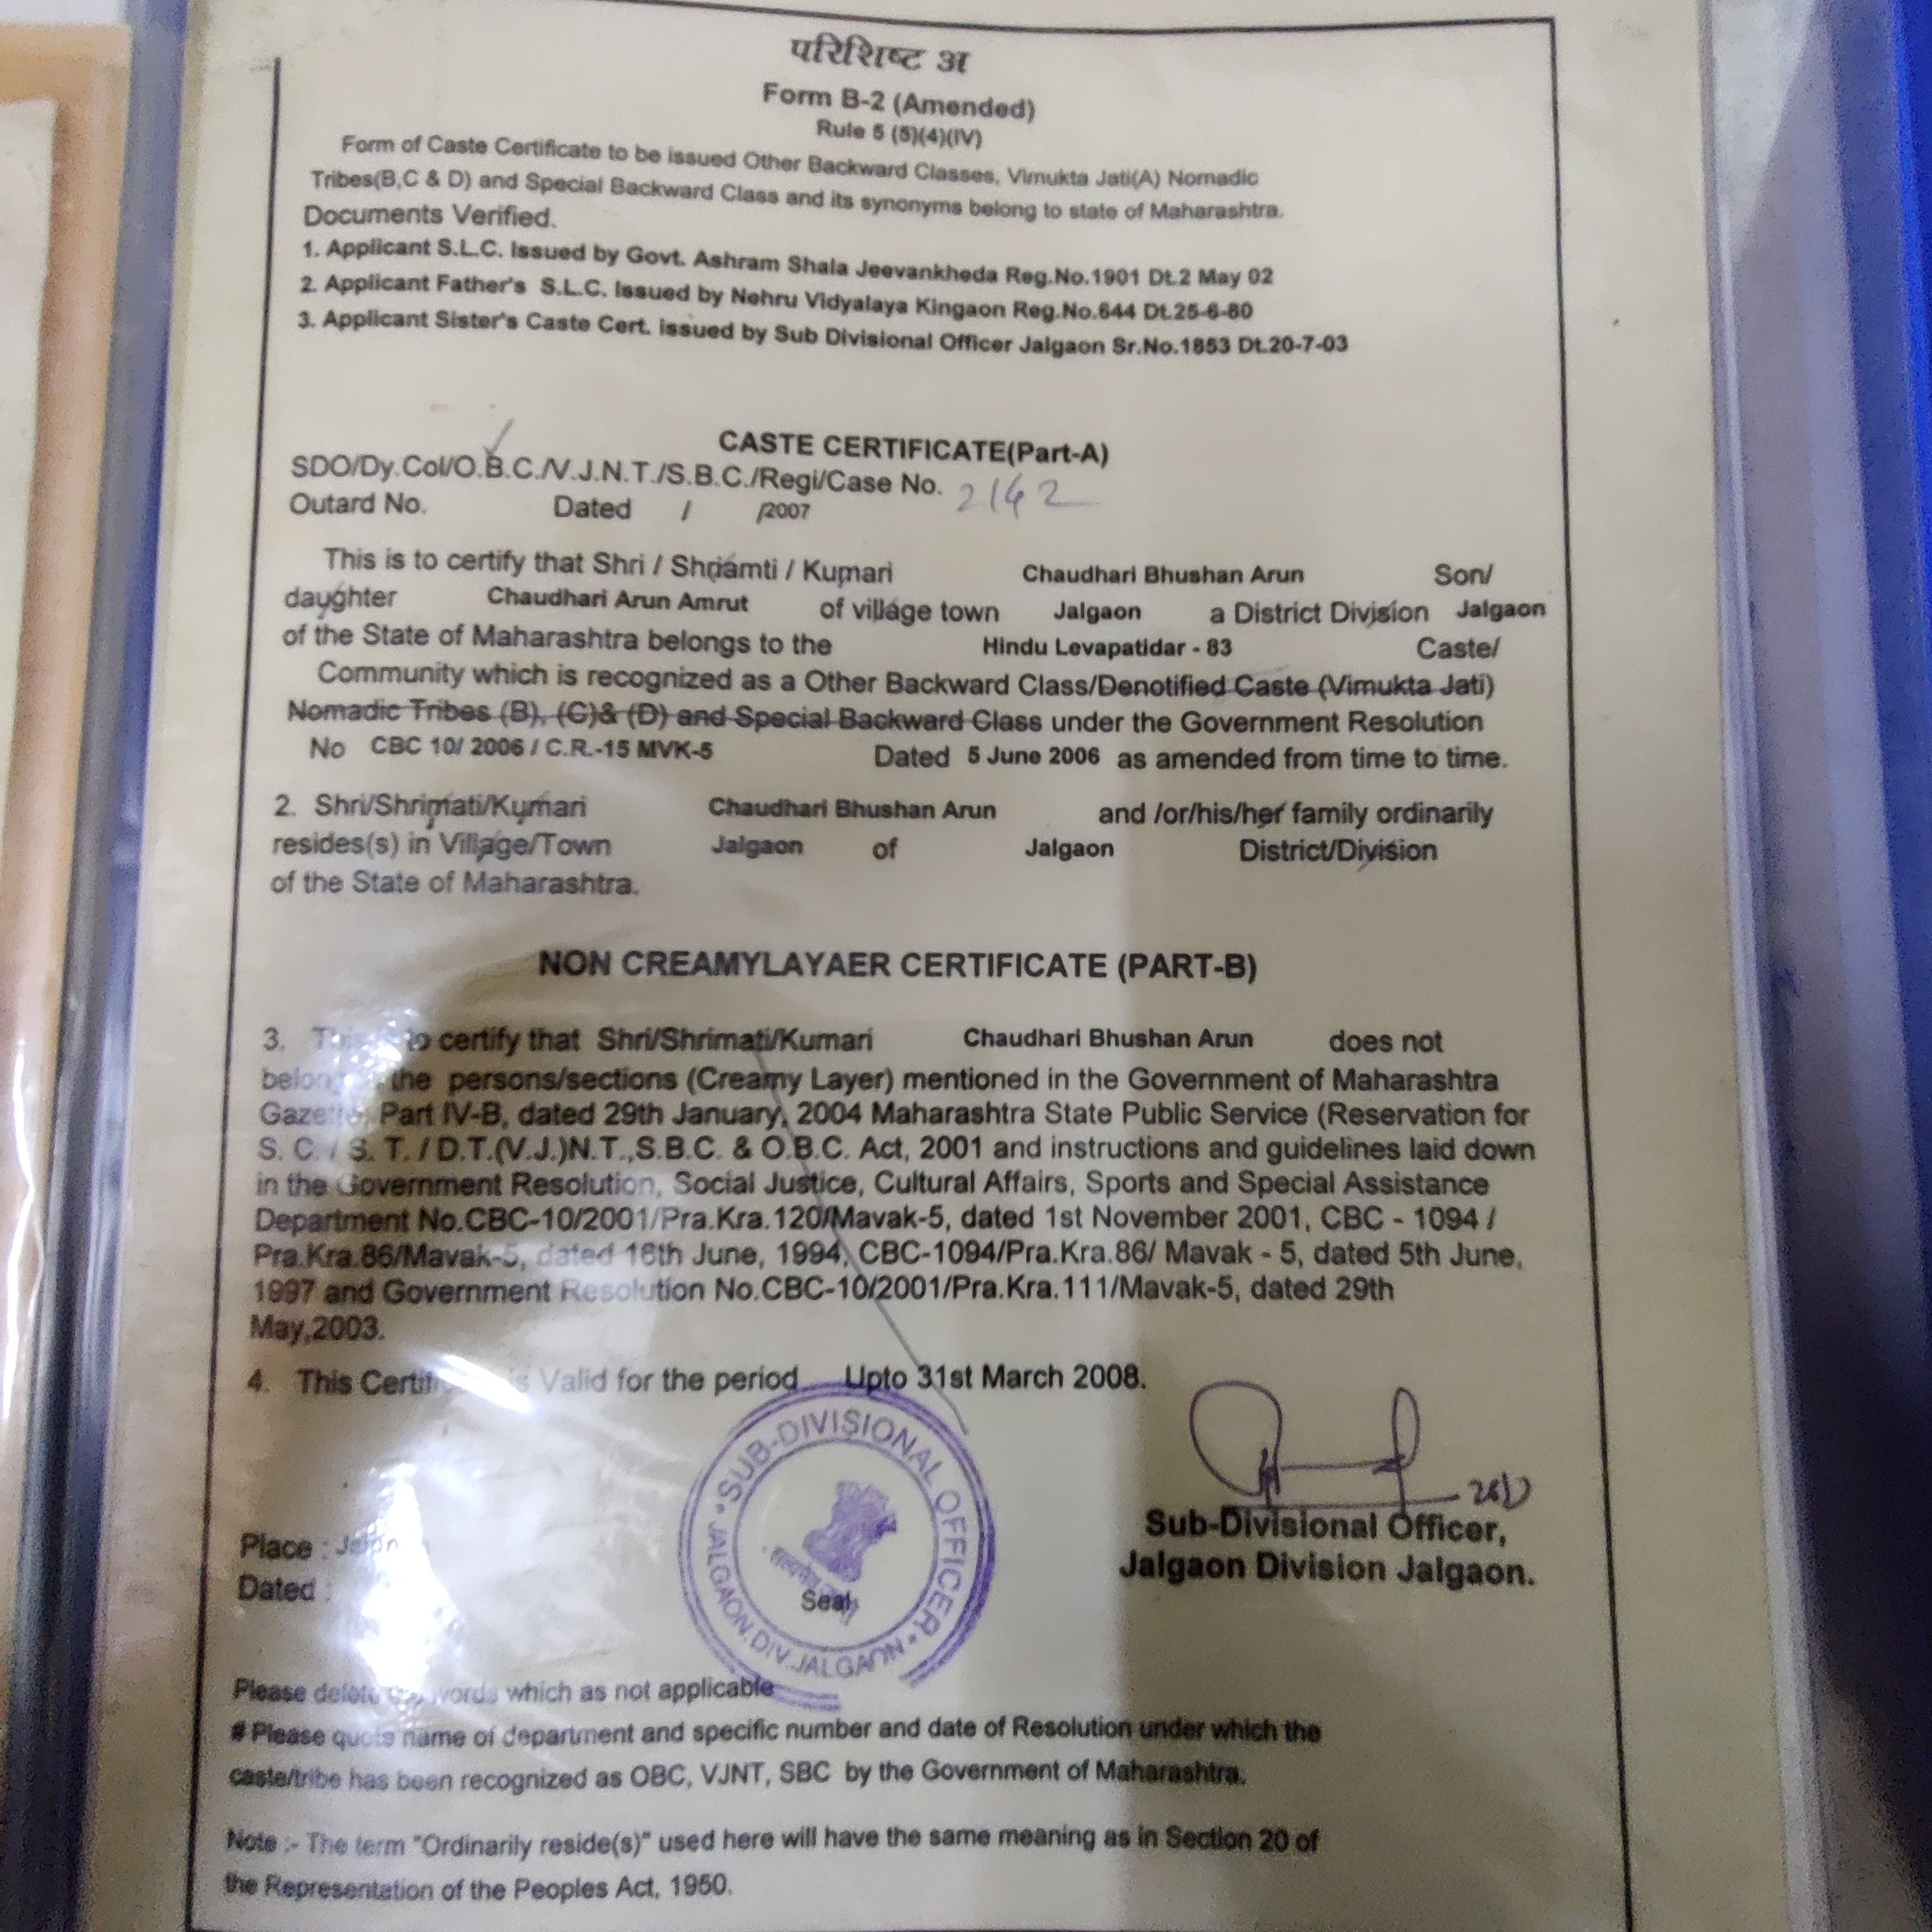 परिशिष्ट अ
Form B-2 (Amended)
Rule 5 (5)(4)(IV)
Form of Caste Certificate to be issued Other Backward Classes, Vimukta Jati(A) Nomadic
Tribes(B,C & D) and Special Backward Class and its synonyms belong to state of Maharashtra.
Documents Verified.
1. Applicant S.L.C. Issued by Govt. Ashram Shala Jeevankheda Reg.No.1901 Dt.2 May 02
2. Applicant Father's S.L.C. Issued by Nehru Vidyalaya Kingaon Reg.No.644 Dt.25-6-80
3. Applicant Sister's Caste Cert. issued by Sub Divisional Officer Jalgaon Sr.No.1853 Dt.20-7-03
CASTE CERTIFICATE(Part-A)
SDO/Dy.Col/O.B.C./V.J.N.T./S.B.C./Regi/Case No. 2142
Outard No. Dated / /2007
This is to certify that Shri / Shriamti / Kumari Chaudhari Bhushan Arun Son/
daughter Chaudhari Arun Amrut of village town Jalgaon a District Division Jalgaon
of the State of Maharashtra belongs to the Hindu Levapatidar - 83 Caste/
Community which is recognized as a Other Backward Class/Denotified Caste (Vimukta Jati)
Nomadic Tribes (B), (C)& (D) and Special Backward Class under the Government Resolution
No CBC 10/ 2006 / C.R.-15 MVK-5 Dated 5 June 2006 as amended from time to time.
2. Shri/Shrimati/Kumari Chaudhari Bhushan Arun and /or/his/her family ordinarily
resides(s) in Village/Town Jalgaon of Jalgaon District/Division
of the State of Maharashtra.
NON CREAMYLAYAER CERTIFICATE (PART-B)
3. to certify that Shri/Shrimati/Kumari Chaudhari Bhushan Arun does not
the persons/sections (Creamy Layer) mentioned in the Government of Maharashtra
Part IV-B, dated 29th January, 2004 Maharashtra State Public Service (Reservation for
S. C. / S. T. / D.T.(V.J.)N.T.,S.B.C. & O.B.C. Act, 2001 and instructions and guidelines laid down
in the Government Resolution, Social Justice, Cultural Affairs, Sports and Special Assistance
Department No.CBC-10/2001/Pra.Kra.120/Mavak-5, dated 1st November 2001, CBC - 1094 /
Pra.Kra.86/Mavak-5, dated 16th June, 1994, CBC-1094/Pra.Kra.86/ Mavak - 5, dated 5th June,
1997 and Government Resolution No.CBC-10/2001/Pra.Kra.111/Mavak-5, dated 29th
May,2003.
4. This is Valid for the period Upto 31st March 2008.
SUB-DIVISIONAL OFFICER
JALGAON.DIV.JALGAON
Seal
Sub-Divisional Officer,
Jalgaon Division Jalgaon.
Place :
Dated :
Please delete words which as not applicable
# Please quote name of department and specific number and date of Resolution under which the
caste/tribe has been recognized as OBC, VJNT, SBC by the Government of Maharashtra.
Note :- The term "Ordinarily reside(s)" used here will have the same meaning as in Section 20 of
the Representation of the Peoples Act, 1950.